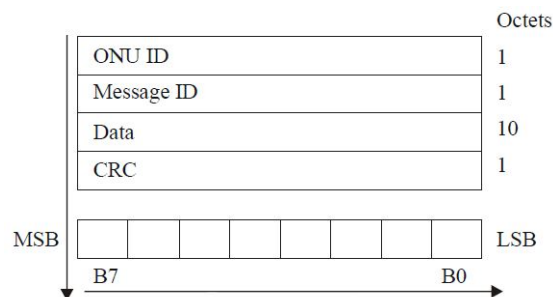 Octets
ONU ID 1
Message ID 1
Data 10
CRC 1
MSB LSB
B7 B0